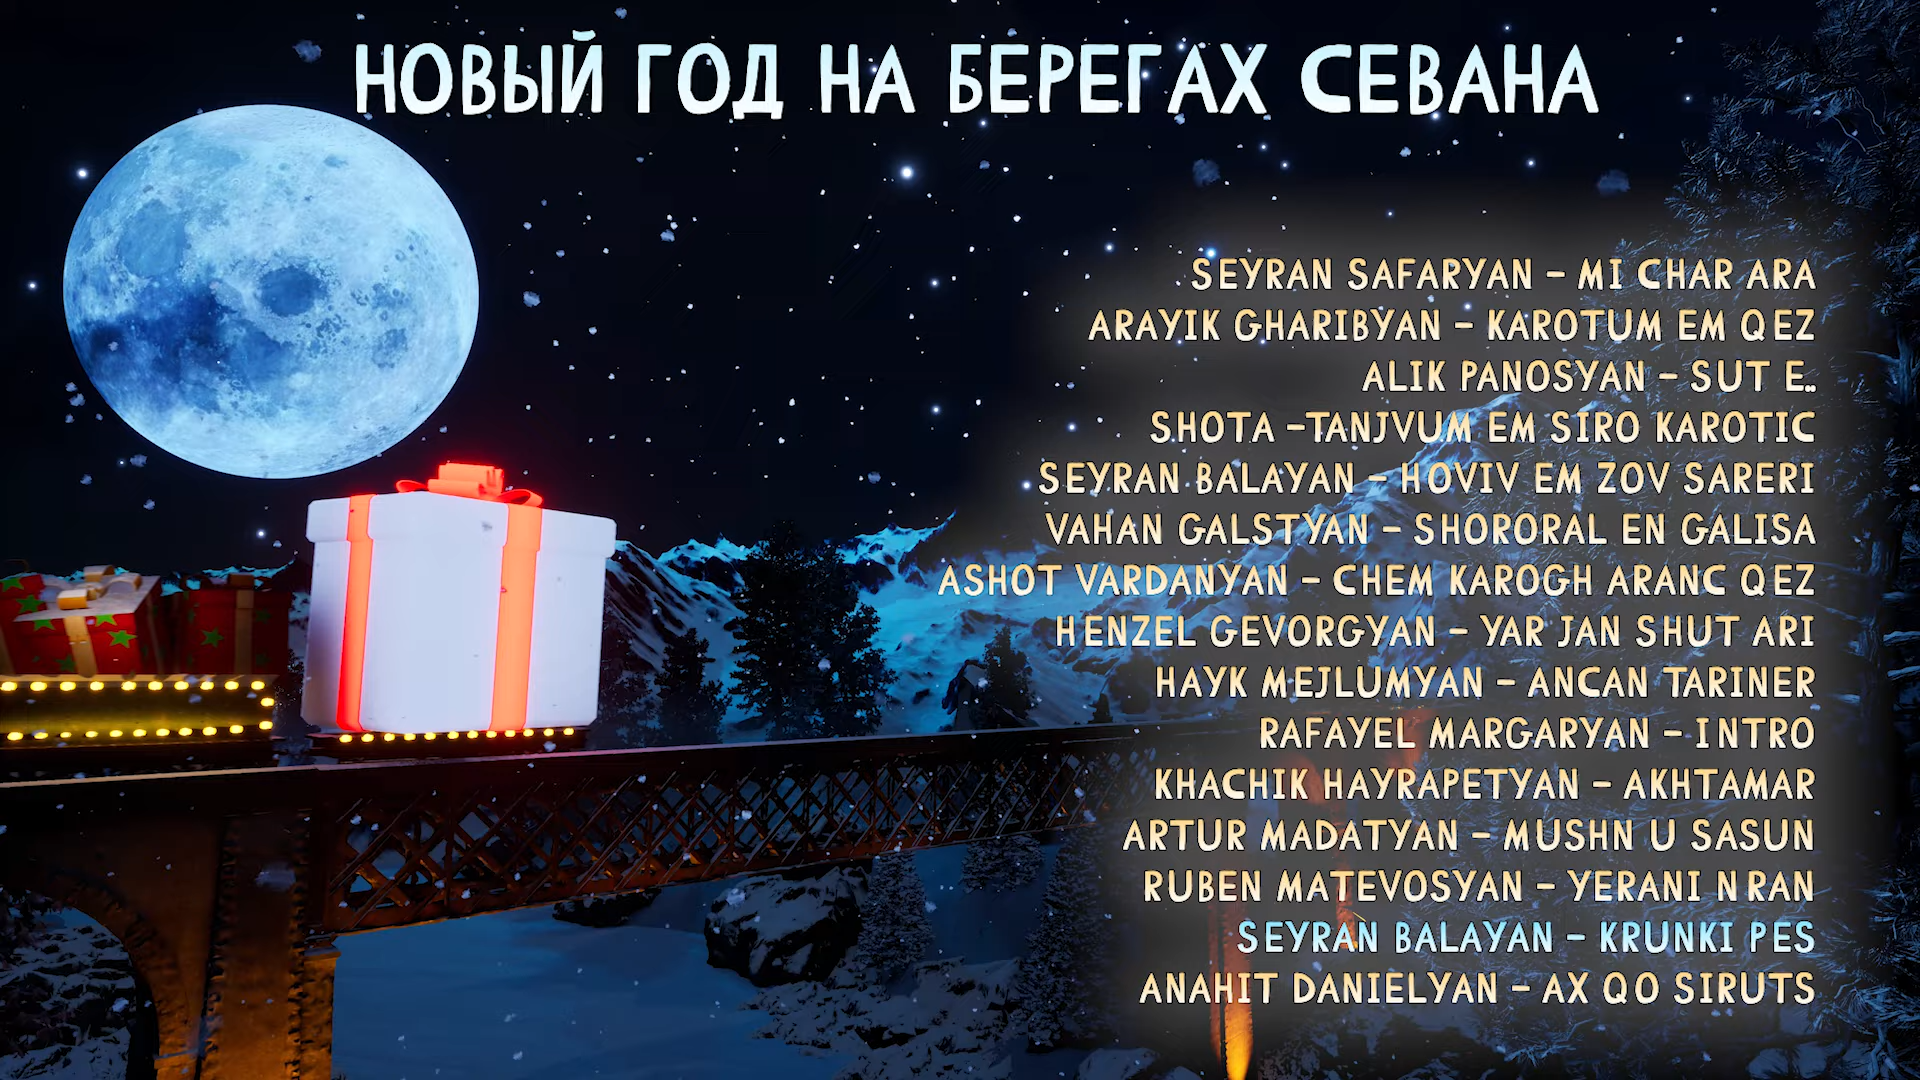 НОВЫЙ ГОД НА БЕРЕГАХ СЕВАНА
SEYRAN SAFARYAN - MI CHAR ARA
ARAYIK GHARIBYAN - KAROTUM EM QEZ
ALIK PANOSYAN - SUT E..
SHOTA -TANJVUM EM SIRO KAROTIC
SEYRAN BALAYAN - HOVIV EM ZOV SARERI
VAHAN GALSTYAN - SHORORAL EN GALISA
ASHOT VARDANYAN - CHEM KAROGH ARANC QEZ
HENZEL GEVORGYAN - YAR JAN SHUT ARI
HAYK MEJLUMYAN - ANCAN TARINER
RAFAYEL MARGARYAN - INTRO
KHACHIK HAYRAPETYAN - AKHTAMAR
ARTUR MADATYAN - MUSHN U SASUN
RUBEN MATEVOSYAN - YERANI NRAN
SEYRAN BALAYAN - KRUNKI PES
ANAHIT DANIELYAN - AX QO SIRUTS